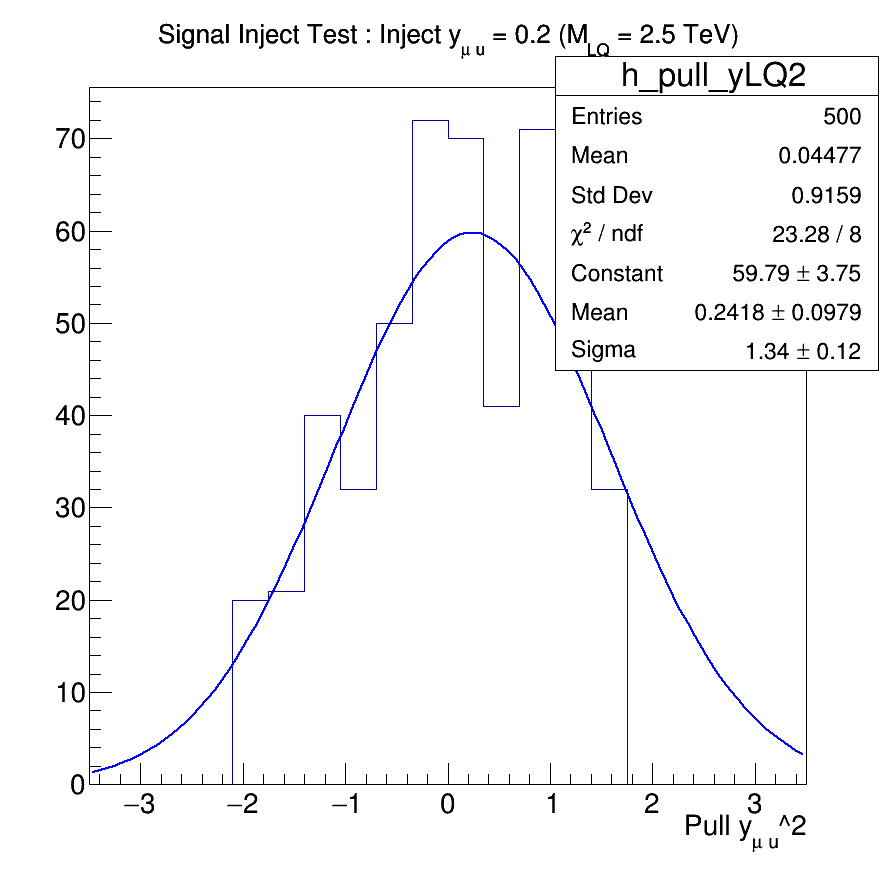 Signal Inject Test : Inject y_μu = 0.2 (M_LQ = 2.5 TeV)
h_pull_yLQ2
Entries 500
Mean 0.04477
Std Dev 0.9159
χ² / ndf 23.28 / 8
Constant 59.79 ± 3.75
Mean 0.2418 ± 0.0979
Sigma 1.34 ± 0.12
70
60
50
40
30
20
10
0
−3 −2 −1 0 1 2 3
Pull y_μu^2